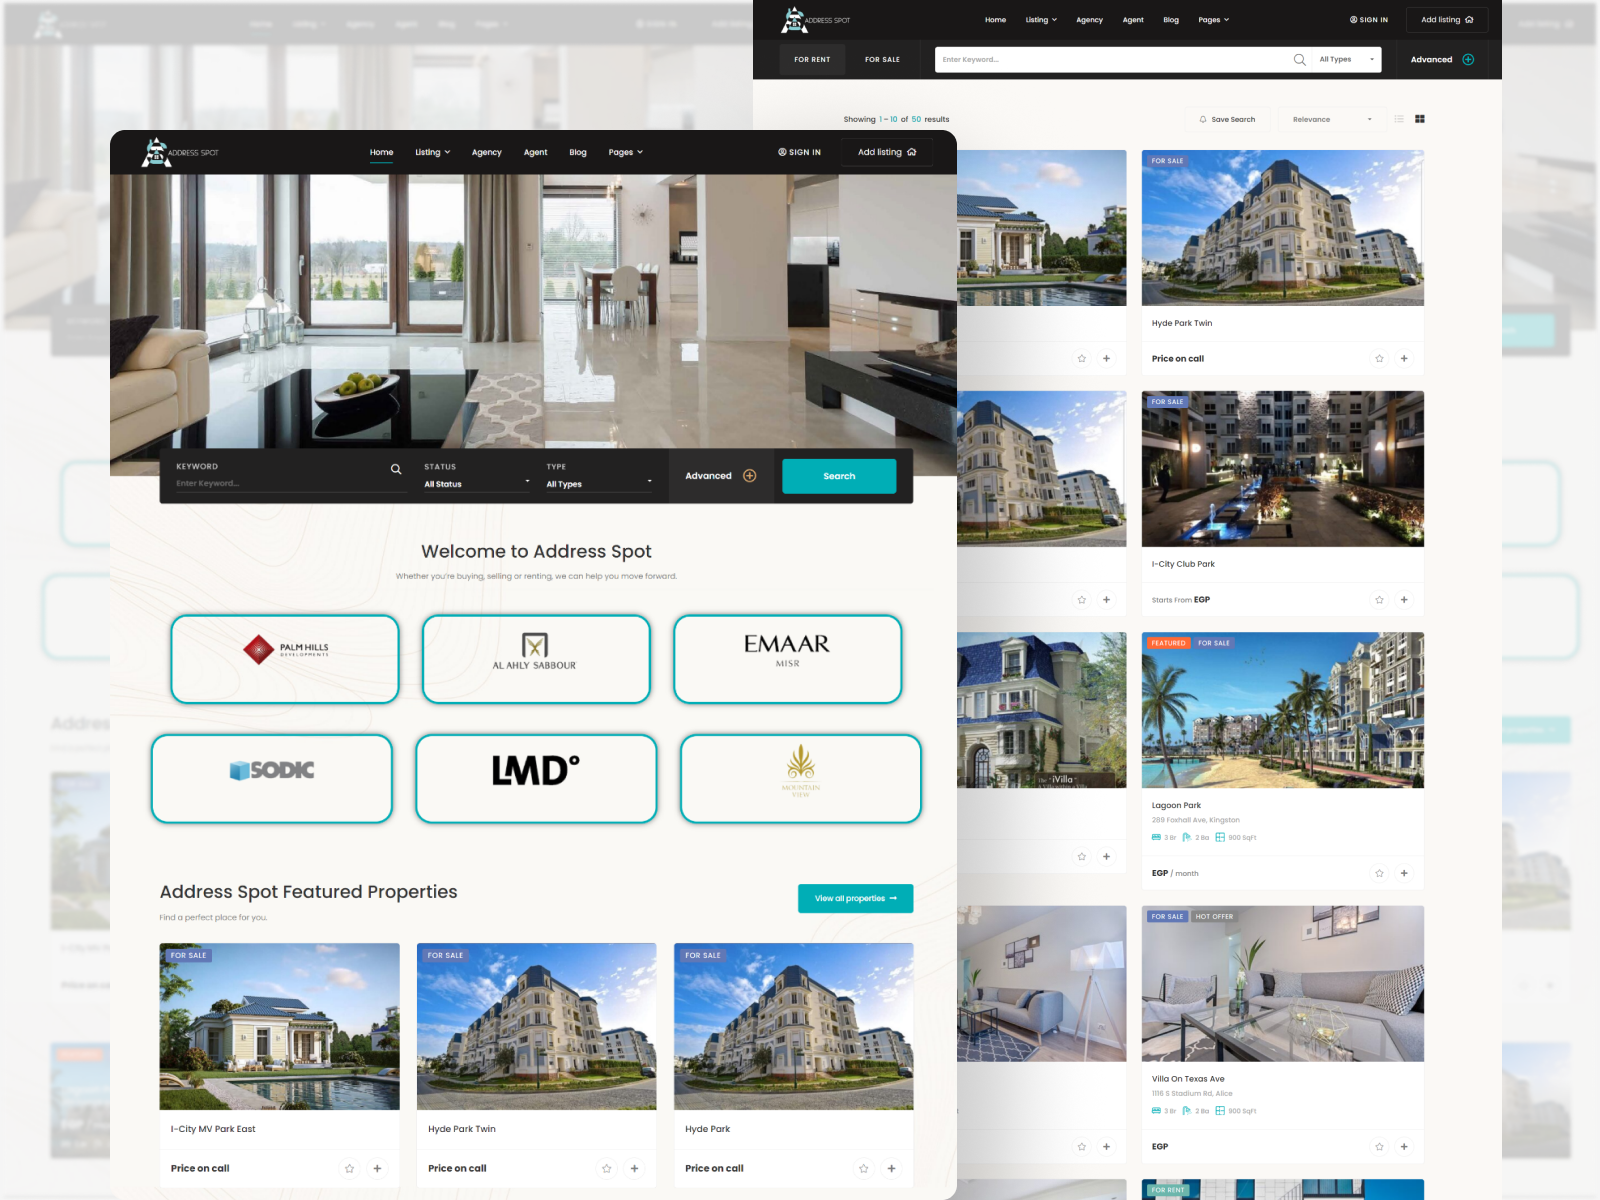 ADDRESS SPOT
Home Listing Agency Agent Blog Pages
SIGN IN
Add listing
FOR RENT FOR SALE
Enter Keyword...
All Types
Advanced
Showing 1 – 10 of 50 results
Save Search
Relevance
FOR SALE
Hyde Park Twin
Price on call
FOR SALE
I-City Club Park
Starts From EGP
The iVilla
FEATURED FOR SALE
Lagoon Park
289 Foxhall Ave, Kingston
3 Br 2 Ba 900 SqFt
EGP / month
FOR SALE HOT OFFER
Villa On Texas Ave
1116 S Stadium Rd, Alice
3 Br 2 Ba 900 SqFt
EGP
FOR RENT
ADDRESS SPOT
Home Listing Agency Agent Blog Pages
SIGN IN
Add listing
KEYWORD
Enter Keyword...
STATUS
All Status
TYPE
All Types
Advanced
Search
Welcome to Address Spot
Whether you're buying, selling or renting, we can help you move forward.
PALM HILLS
DEVELOPMENTS
AL AHLY SABBOUR
EMAAR
MISR
SODIC
LMD
MOUNTAIN
VIEW
Address Spot Featured Properties
Find a perfect place for you.
View all properties →
FOR SALE
I-City MV Park East
Price on call
FOR SALE
Hyde Park Twin
Price on call
FOR SALE
Hyde Park
Price on call